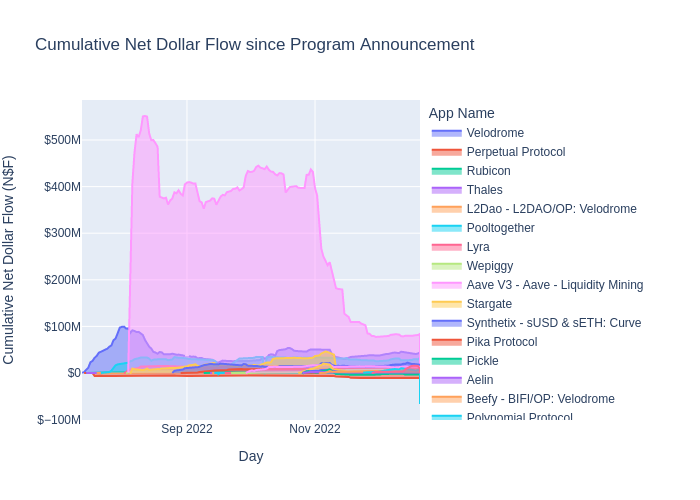 Cumulative Net Dollar Flow since Program Announcement
App Name
Velodrome
Perpetual Protocol
Rubicon
Thales
L2Dao - L2DAO/OP: Velodrome
Pooltogether
Lyra
Wepiggy
Aave V3 - Aave - Liquidity Mining
Stargate
Synthetix - sUSD & sETH: Curve
Pika Protocol
Pickle
Aelin
Beefy - BIFI/OP: Velodrome
Polynomial Protocol
Cumulative Net Dollar Flow (N$F)
$500M
$400M
$300M
$200M
$100M
$0
$−100M
Sep 2022
Nov 2022
Day